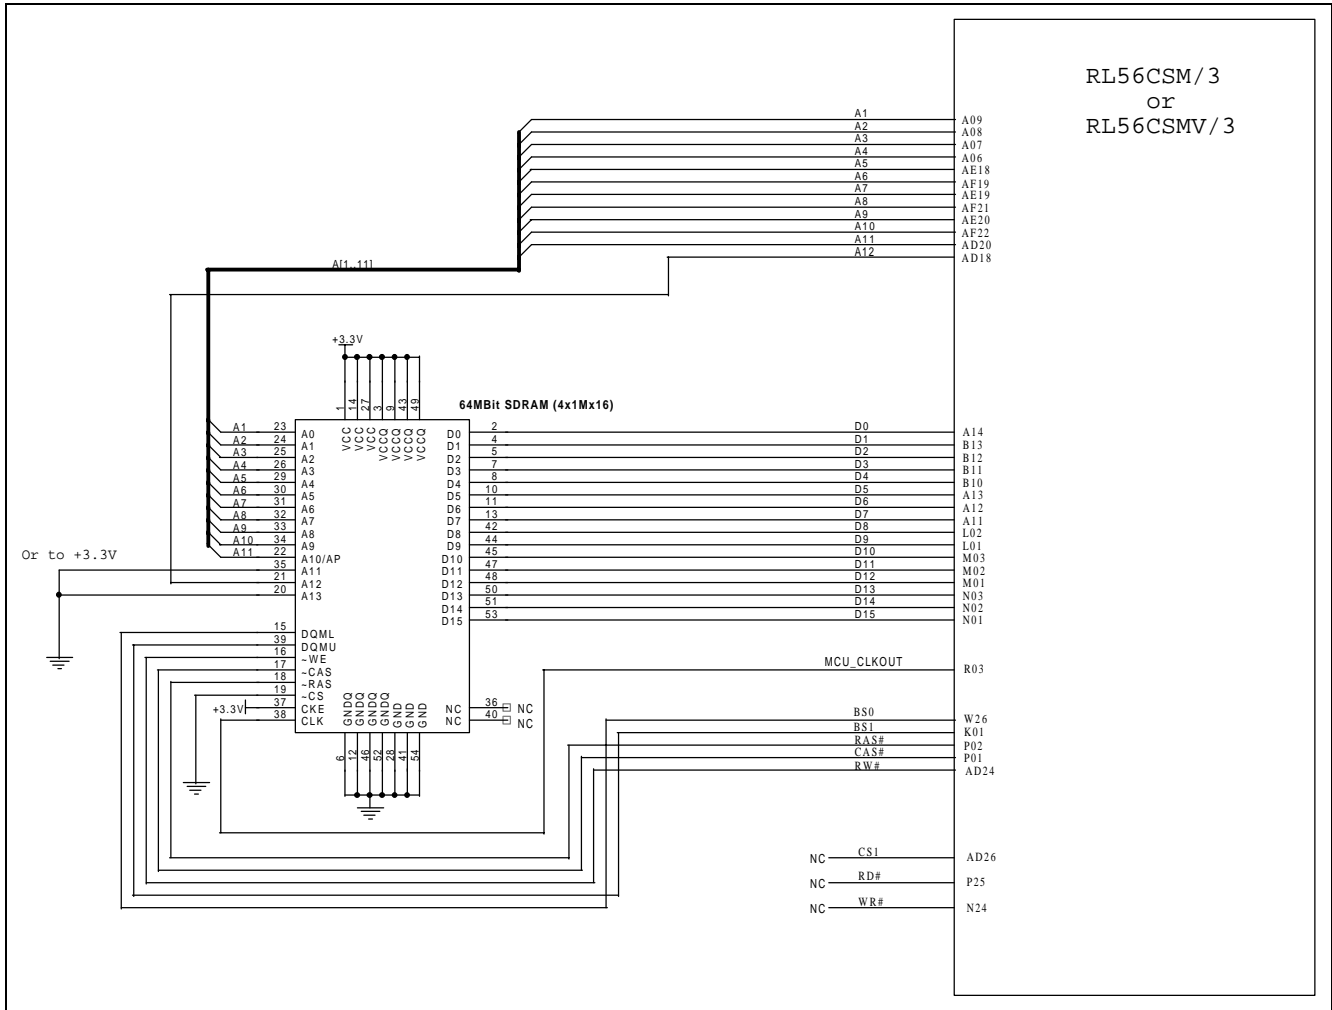 RL56CSM/3
or
RL56CSMV/3
A1 A09
A2 A08
A3 A07
A4 A06
A5 AE18
A6 AF19
A7 AE19
A8 AF21
A9 AE20
A10 AF22
A11 AD20
A12 AD18
A[1..11]
+3.3V
1 14 27 3 9 43 49
VCC VCC VCC VCCQ VCCQ VCCQ VCCQ
64MBit SDRAM (4x1Mx16)
A1 23 A0 D0 2 D0 A14
A2 24 A1 D1 4 D1 B13
A3 25 A2 D2 5 D2 B12
A4 26 A3 D3 7 D3 B11
A5 29 A4 D4 8 D4 B10
A6 30 A5 D5 10 D5 A13
A7 31 A6 D6 11 D6 A12
A8 32 A7 D7 13 D7 A11
A9 33 A8 D8 42 D8 L02
A10 34 A9 D9 44 D9 L01
A11 22 A10/AP D10 45 D10 M03
Or to +3.3V
35 A11 D11 47 D11 M02
21 A12 D12 48 D12 M01
20 A13 D13 50 D13 N03
D14 51 D14 N02
D15 53 D15 N01
15 DQML
39 DQMU
16 ~WE
17 ~CAS
18 ~RAS
19 ~CS
+3.3V 37 CKE
38 CLK
GNDQ GNDQ GNDQ GNDQ GND GND GND
6 12 46 52 28 41 54
NC 36 NC
NC 40 NC
MCU_CLKOUT R03
BS0 W26
BS1 K01
RAS# P02
CAS# P01
RW# AD24
NC CS1 AD26
NC RD# P25
NC WR# N24